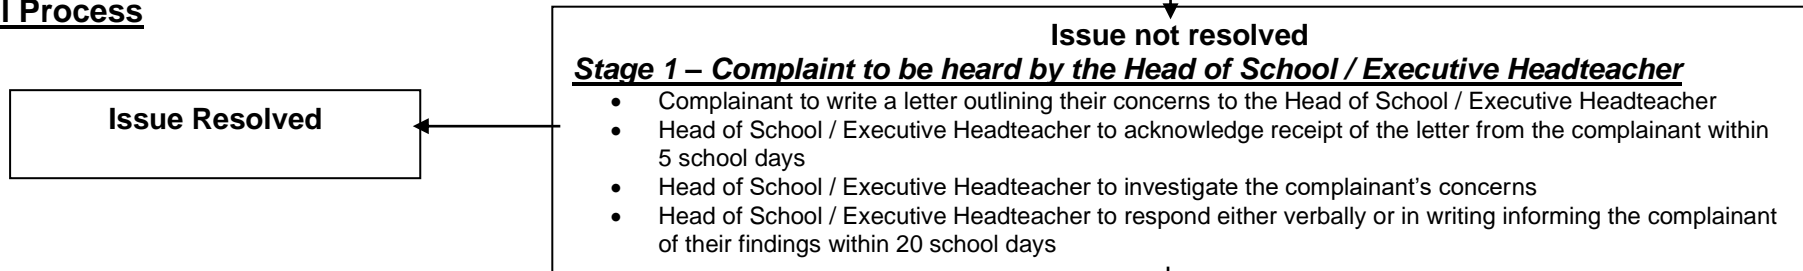 l Process
Issue not resolved
Stage 1 – Complaint to be heard by the Head of School / Executive Headteacher
Issue Resolved
• Complainant to write a letter outlining their concerns to the Head of School / Executive Headteacher
• Head of School / Executive Headteacher to acknowledge receipt of the letter from the complainant within
5 school days
• Head of School / Executive Headteacher to investigate the complainant's concerns
• Head of School / Executive Headteacher to respond either verbally or in writing informing the complainant
of their findings within 20 school days